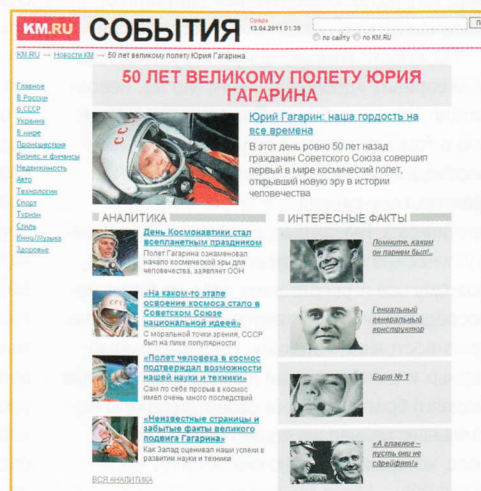 KM.RU СОБЫТИЯ
Среда
13.04.2011 01:39
по сайту по KM.RU
KM.RU → Новости KM → 50 лет великому полету Юрия Гагарина
50 ЛЕТ ВЕЛИКОМУ ПОЛЕТУ ЮРИЯ
ГАГАРИНА
Главное
В России
б.СССР
Украина
В мире
Происшествия
Бизнес и финансы
Недвижимость
Авто
Технологии
Спорт
Туризм
Стиль
Кино/Музыка
Здоровье
Юрий Гагарин: наша гордость на
все времена
В этот день ровно 50 лет назад
гражданин Советского Союза совершил
первый в мире космический полет,
открывший новую эру в истории
человечества
АНАЛИТИКА
День Космонавтики стал
всепланетным праздником
Полет Гагарина ознаменовал
начало космической эры для
человечества, заявляет ООН
«На каком-то этапе
освоение космоса стало в
Советском Союзе
национальной идеей»
С моральной точки зрения, СССР
был на пике популярности
«Полет человека в космос
подтверждал возможности
нашей науки и техники»
Сам по себе прорыв в космос
имел очень много последствий
«Неизвестные страницы и
забытые факты великого
подвига Гагарина»
Как Запад оценивал наши успехи в
развитии науки и техники
ВСЯ АНАЛИТИКА
ИНТЕРЕСНЫЕ ФАКТЫ
Помните, каким
он парнем был!..
Гениальный
генеральный
конструктор
Борт № 1
«А главное –
пусть они не
сдрейфят!»